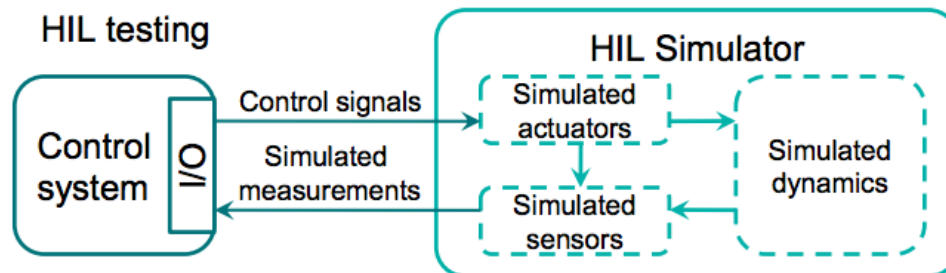 HIL testing
HIL Simulator
Control
system
I/O
Control signals
Simulated
measurements
Simulated
actuators
Simulated
sensors
Simulated
dynamics